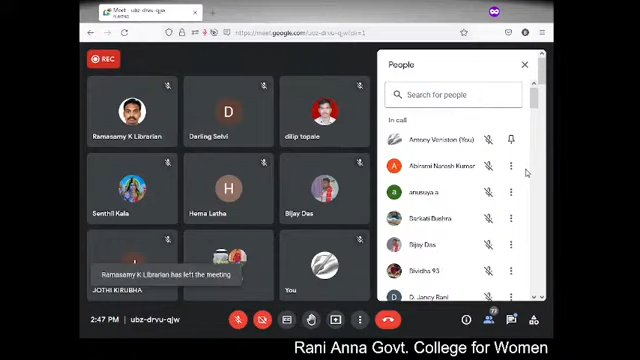 Meet - ubz-drvu-qjw
https://meet.google.com/ubz-drvu-qjw?pli=1
REC
Ramasamy K Librarian
Darling Selvi
dilip topale
Senthil Kala
Hema Latha
Bijay Das
JOTHI KIRUBHA
You
Ramasamy K Librarian has left the meeting
People
Search for people
In call
Antony Veniston (You)
A
Abirami Naresh Kumar
a
anusuya a
Barkati Bushra
Bijay Das
Bividha 93
D. Jancy Rani
D
H
2:47 PM
ubz-drvu-qjw
73
Rani Anna Govt. College for Women